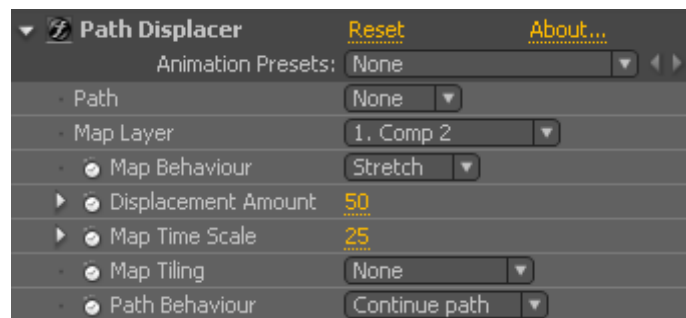 Path Displacer Reset About...
Animation Presets: None
Path None
Map Layer 1. Comp 2
Map Behaviour Stretch
Displacement Amount 50
Map Time Scale 25
Map Tiling None
Path Behaviour Continue path